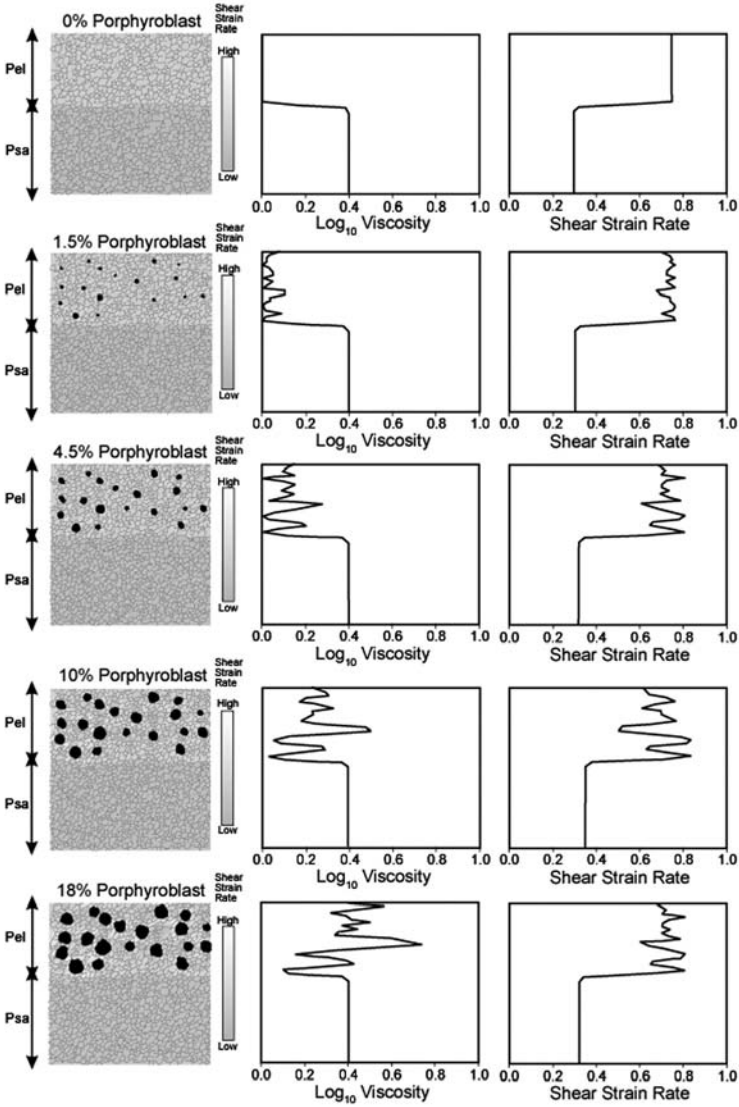 0% Porphyroblast
Shear
Strain
Rate
High
Low
Pel
Psa
0.0 0.2 0.4 0.6 0.8 1.0
Log10 Viscosity
0.0 0.2 0.4 0.6 0.8 1.0
Shear Strain Rate
1.5% Porphyroblast
Shear
Strain
Rate
High
Low
Pel
Psa
0.0 0.2 0.4 0.6 0.8 1.0
Log10 Viscosity
0.0 0.2 0.4 0.6 0.8 1.0
Shear Strain Rate
4.5% Porphyroblast
Shear
Strain
Rate
High
Low
Pel
Psa
0.0 0.2 0.4 0.6 0.8 1.0
Log10 Viscosity
0.0 0.2 0.4 0.6 0.8 1.0
Shear Strain Rate
10% Porphyroblast
Shear
Strain
Rate
High
Low
Pel
Psa
0.0 0.2 0.4 0.6 0.8 1.0
Log10 Viscosity
0.0 0.2 0.4 0.6 0.8 1.0
Shear Strain Rate
18% Porphyroblast
Shear
Strain
Rate
High
Low
Pel
Psa
0.0 0.2 0.4 0.6 0.8 1.0
Log10 Viscosity
0.0 0.2 0.4 0.6 0.8 1.0
Shear Strain Rate